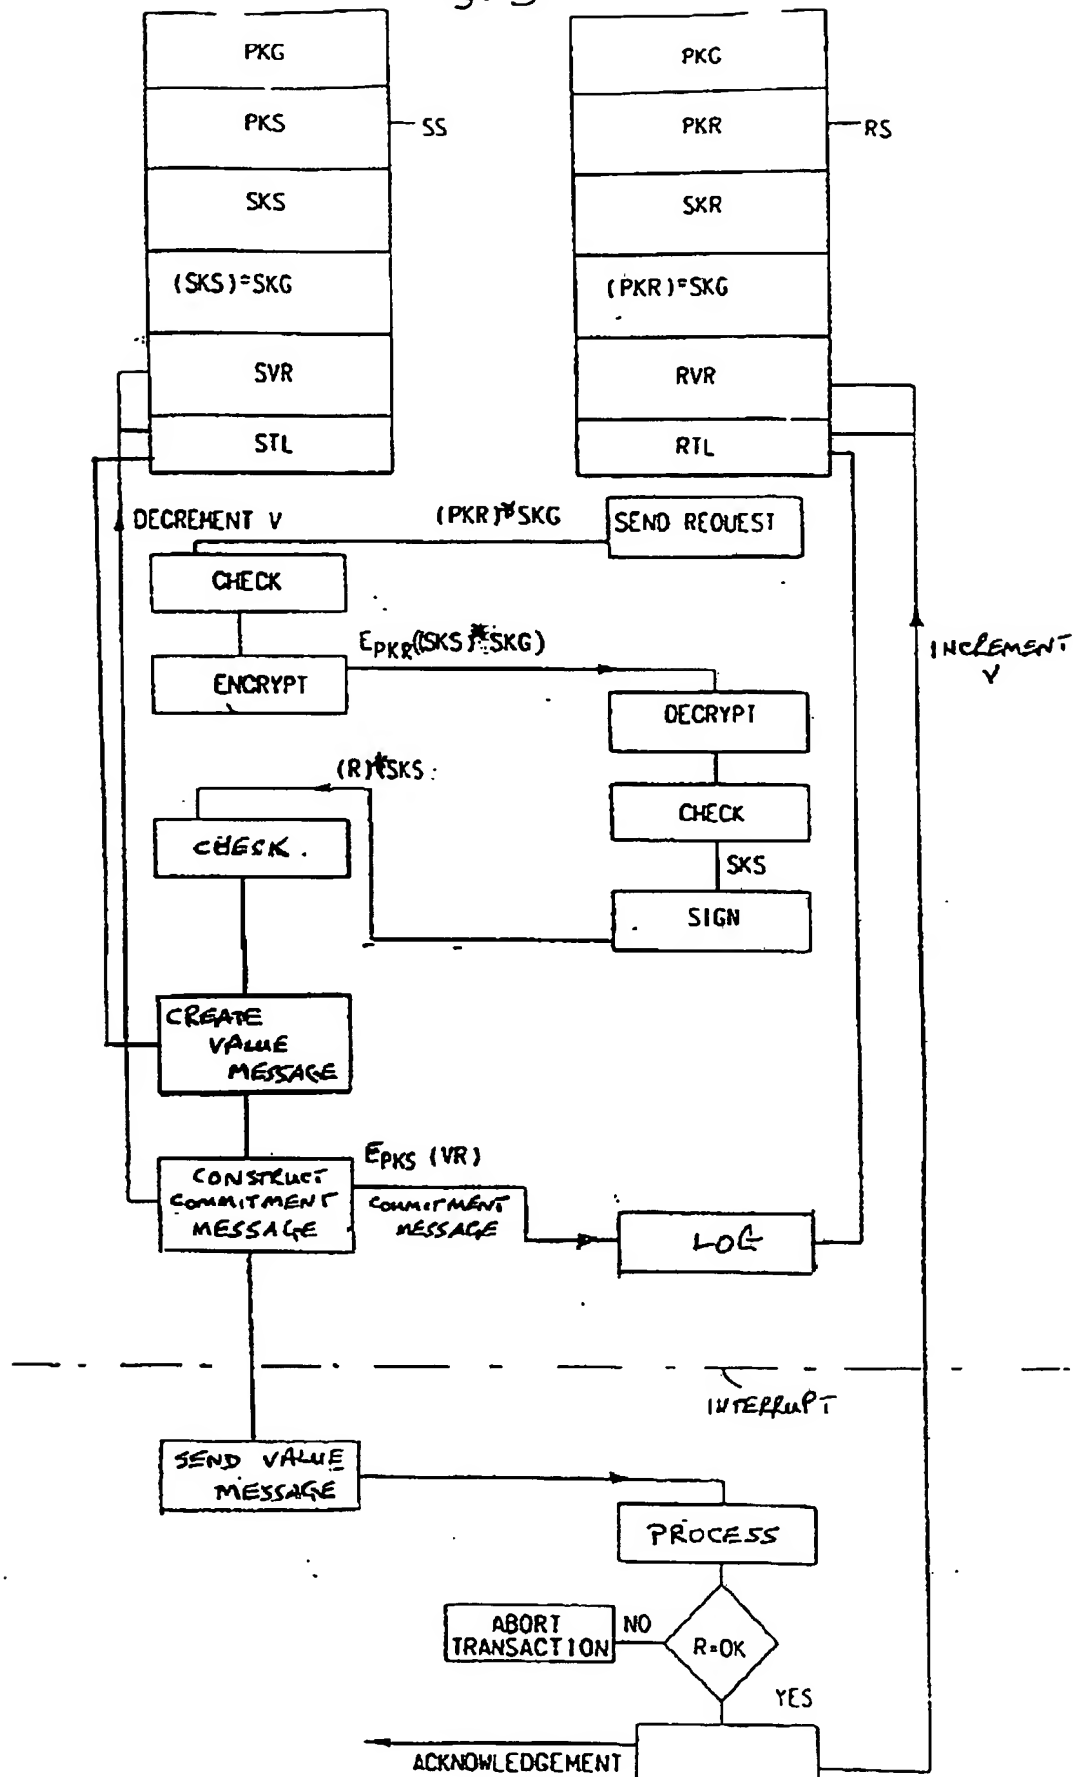 PKG
PKS
SS
SKS
(SKS)=SKG
SVR
STL
PKG
PKR
RS
SKR
(PKR)=SKG
RVR
RTL
DECREMENT V
(PKR)*SKG
SEND REQUEST
CHECK
EPKR((SKS)*SKG)
ENCRYPT
INCREMENT
V
DECRYPT
(R)*SKS
CHECK
CHECK.
SKS
SIGN
CREATE
VALUE
MESSAGE
EPKS (VR)
CONSTRUCT
COMMITMENT
MESSAGE
COMMITMENT
MESSAGE
LOG
INTERRUPT
SEND VALUE
MESSAGE
PROCESS
ABORT
TRANSACTION
NO
R=OK
YES
ACKNOWLEDGEMENT